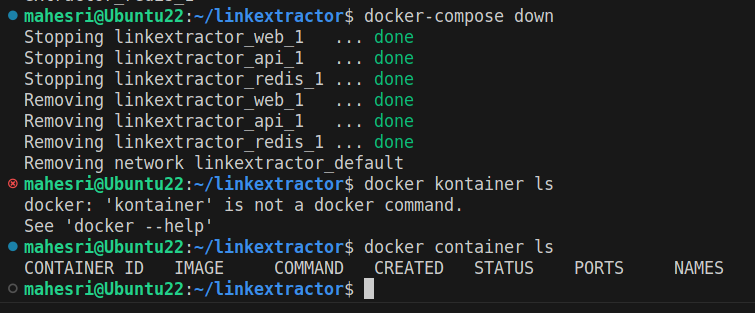 mahesri@Ubuntu22:~/linkextractor$ docker-compose down
Stopping linkextractor_web_1   ... done
Stopping linkextractor_api_1   ... done
Stopping linkextractor_redis_1 ... done
Removing linkextractor_web_1   ... done
Removing linkextractor_api_1   ... done
Removing linkextractor_redis_1 ... done
Removing network linkextractor_default
mahesri@Ubuntu22:~/linkextractor$ docker kontainer ls
docker: 'kontainer' is not a docker command.
See 'docker --help'
mahesri@Ubuntu22:~/linkextractor$ docker container ls
CONTAINER ID   IMAGE     COMMAND   CREATED   STATUS    PORTS     NAMES
mahesri@Ubuntu22:~/linkextractor$